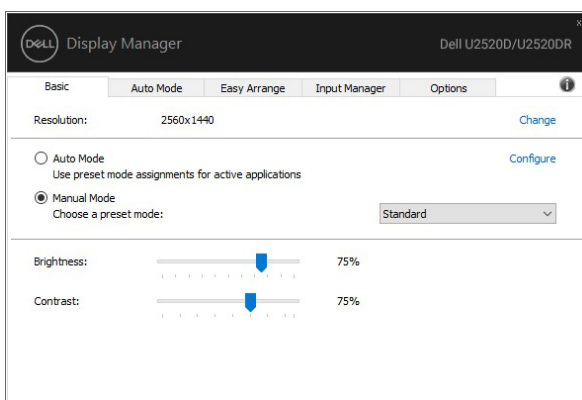 DELL Display Manager Dell U2520D/U2520DR
Basic Auto Mode Easy Arrange Input Manager Options
Resolution: 2560x1440 Change
Auto Mode Configure
Use preset mode assignments for active applications
Manual Mode
Choose a preset mode: Standard
Brightness: 75%
Contrast: 75%